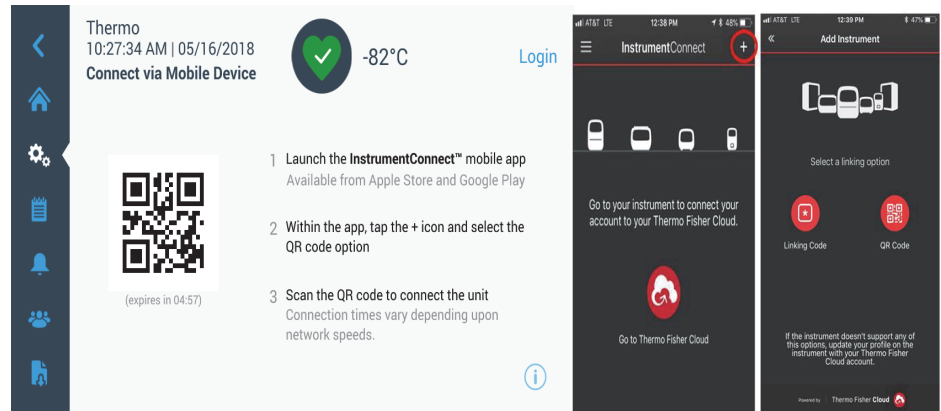 Thermo
10:27:34 AM | 05/16/2018
Connect via Mobile Device
-82°C
Login
1 Launch the InstrumentConnect™ mobile app
Available from Apple Store and Google Play
2 Within the app, tap the + icon and select the
QR code option
3 Scan the QR code to connect the unit
Connection times vary depending upon
network speeds.
(expires in 04:57)
i
AT&T LTE 12:38 PM 48%
InstrumentConnect +
Go to your instrument to connect your
account to your Thermo Fisher Cloud.
Go to Thermo Fisher Cloud
AT&T LTE 12:39 PM 47%
« Add Instrument
Select a linking option
Linking Code
QR Code
If the instrument doesn't support any of
this options, update your profile on the
instrument with your Thermo Fisher
Cloud account.
Powered by Thermo Fisher Cloud